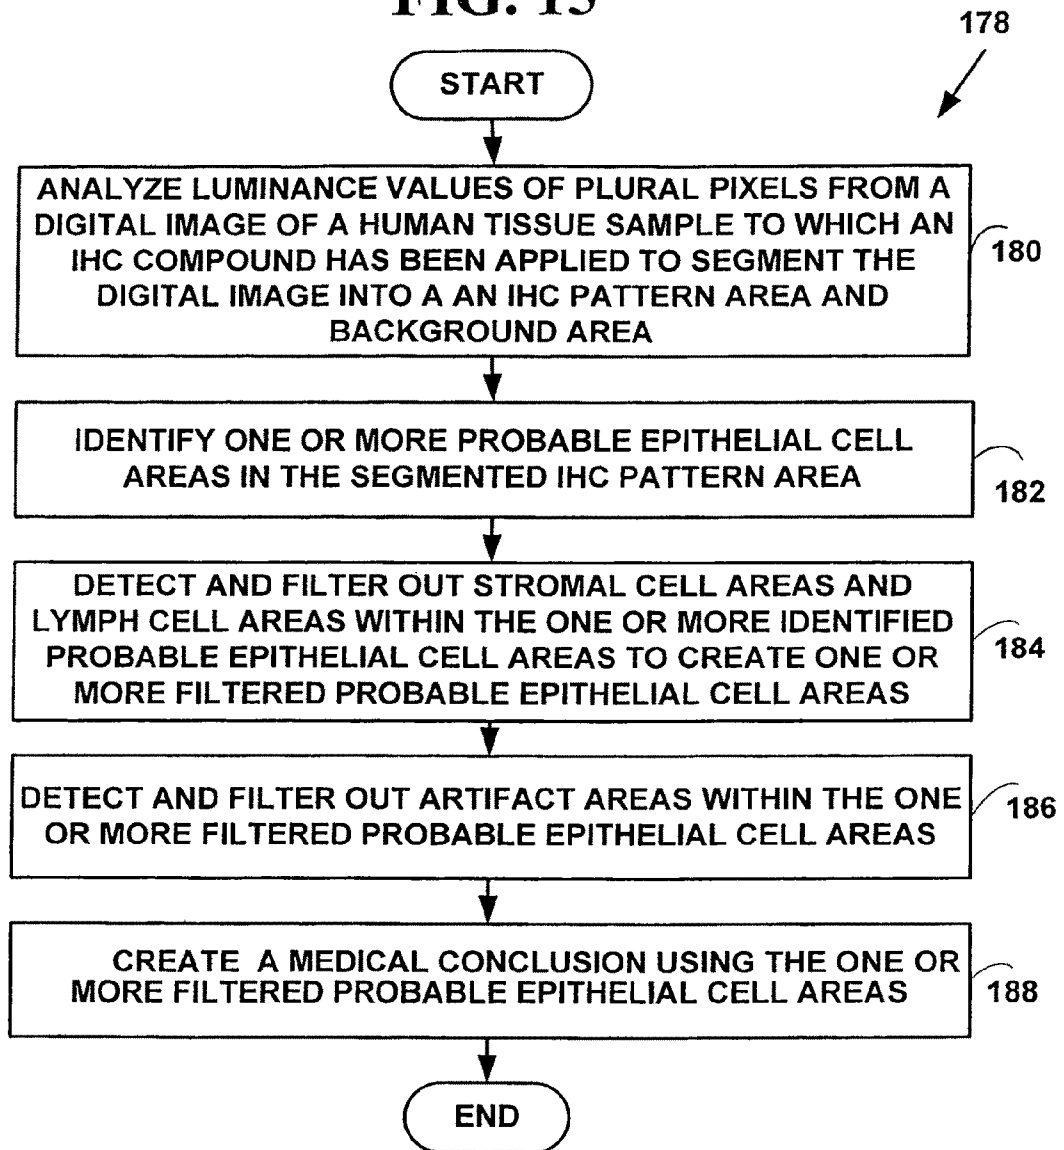 FIG. 15
178
START
ANALYZE LUMINANCE VALUES OF PLURAL PIXELS FROM A
DIGITAL IMAGE OF A HUMAN TISSUE SAMPLE TO WHICH AN
IHC COMPOUND HAS BEEN APPLIED TO SEGMENT THE
DIGITAL IMAGE INTO A AN IHC PATTERN AREA AND
BACKGROUND AREA
180
IDENTIFY ONE OR MORE PROBABLE EPITHELIAL CELL
AREAS IN THE SEGMENTED IHC PATTERN AREA
182
DETECT AND FILTER OUT STROMAL CELL AREAS AND
LYMPH CELL AREAS WITHIN THE ONE OR MORE IDENTIFIED
PROBABLE EPITHELIAL CELL AREAS TO CREATE ONE OR
MORE FILTERED PROBABLE EPITHELIAL CELL AREAS
184
DETECT AND FILTER OUT ARTIFACT AREAS WITHIN THE ONE
OR MORE FILTERED PROBABLE EPITHELIAL CELL AREAS
186
CREATE A MEDICAL CONCLUSION USING THE ONE OR
MORE FILTERED PROBABLE EPITHELIAL CELL AREAS
188
END